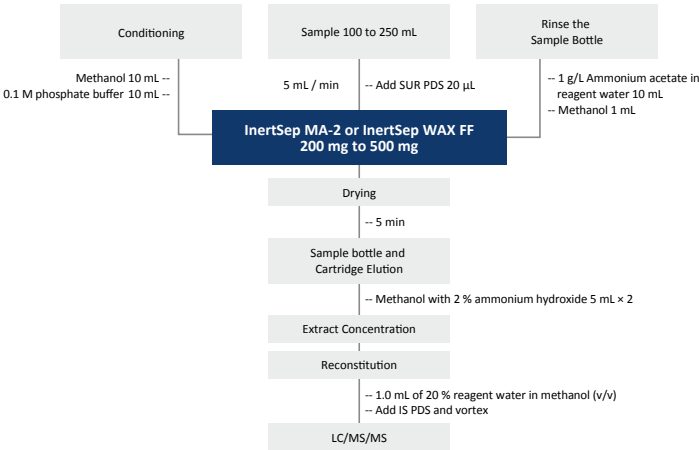 Conditioning
Sample 100 to 250 mL
Rinse the
Sample Bottle
Methanol 10 mL --
0.1 M phosphate buffer 10 mL --
5 mL / min
-- Add SUR PDS 20 µL
-- 1 g/L Ammonium acetate in
reagent water 10 mL
-- Methanol 1 mL
InertSep MA-2 or InertSep WAX FF
200 mg to 500 mg
Drying
-- 5 min
Sample bottle and
Cartridge Elution
-- Methanol with 2 % ammonium hydroxide 5 mL × 2
Extract Concentration
Reconstitution
-- 1.0 mL of 20 % reagent water in methanol (v/v)
-- Add IS PDS and vortex
LC/MS/MS